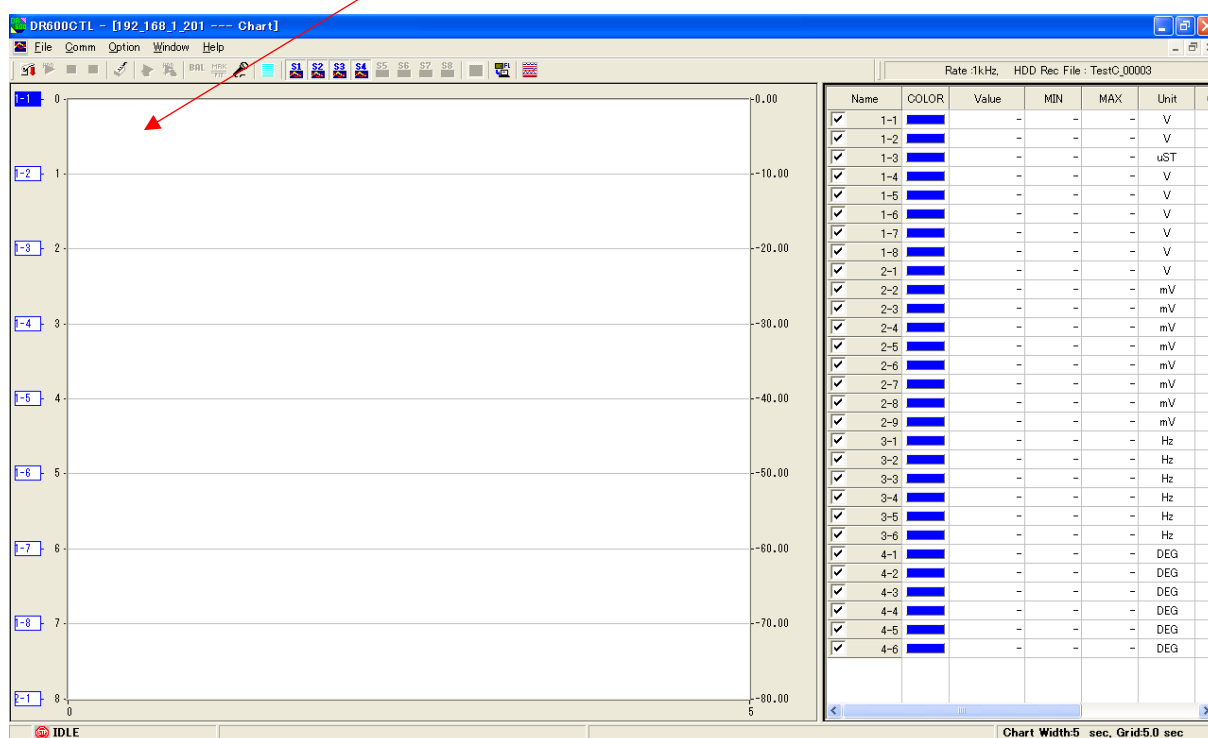 DR600CTL - [192_168_1_201 --- Chart]
File Comm Option Window Help
BAL S1 S2 S3 S4 S5 S6 S7 S8
Rate :1kHz, HDD Rec File : TestC_00003
Name COLOR Value MIN MAX Unit
1-1 0 -0.00
1-2 1 -10.00
1-3 2 -20.00
1-4 3 -30.00
1-5 4 -40.00
1-6 5 -50.00
1-7 6 -60.00
1-8 7 -70.00
2-1 8 -80.00
0 5
1-1 - - - V
1-2 - - - V
1-3 - - - uST
1-4 - - - V
1-5 - - - V
1-6 - - - V
1-7 - - - V
1-8 - - - V
2-1 - - - V
2-2 - - - mV
2-3 - - - mV
2-4 - - - mV
2-5 - - - mV
2-6 - - - mV
2-7 - - - mV
2-8 - - - mV
2-9 - - - mV
3-1 - - - Hz
3-2 - - - Hz
3-3 - - - Hz
3-4 - - - Hz
3-5 - - - Hz
3-6 - - - Hz
4-1 - - - DEG
4-2 - - - DEG
4-3 - - - DEG
4-4 - - - DEG
4-5 - - - DEG
4-6 - - - DEG
IDLE
Chart Width:5 sec, Grid:5.0 sec